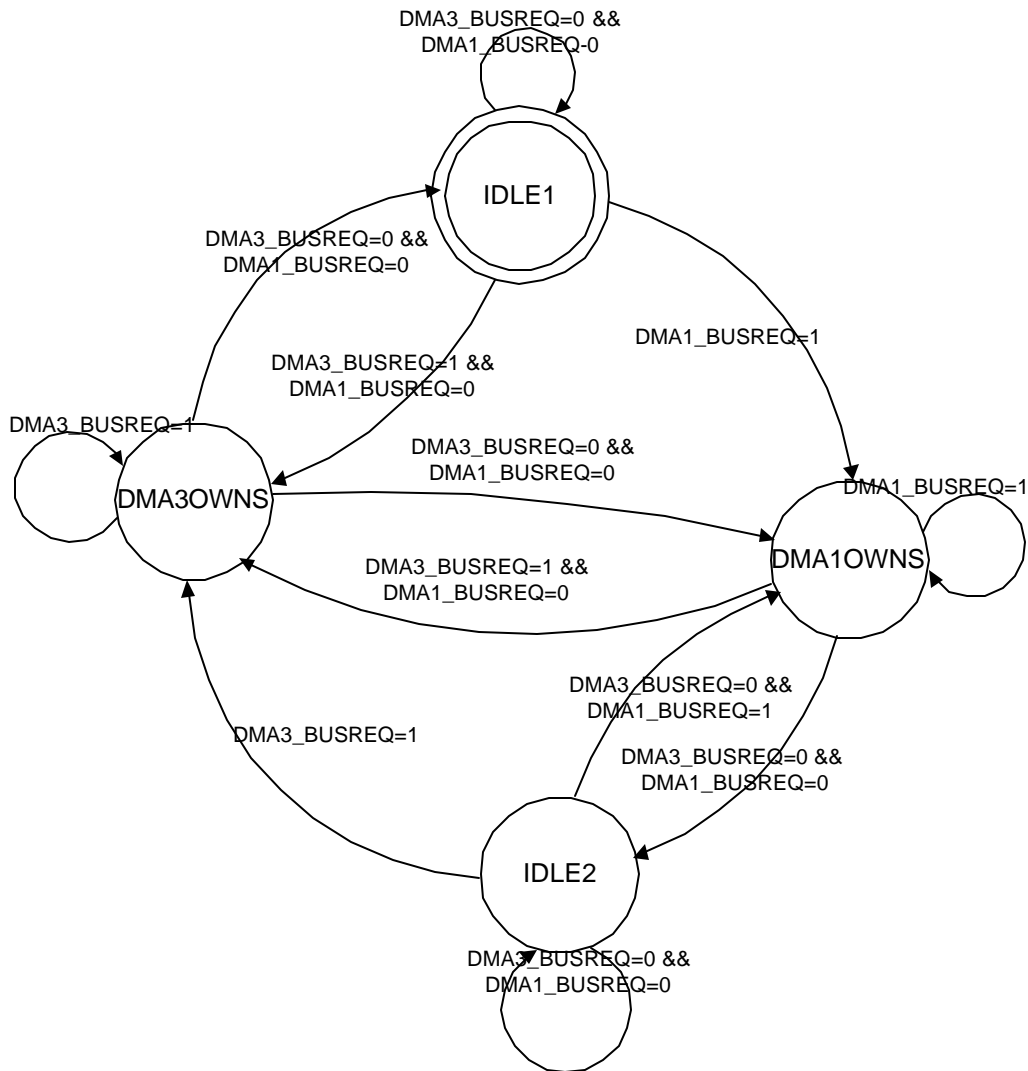 DMA3_BUSREQ=0 &&
DMA1_BUSREQ-0
IDLE1
DMA3_BUSREQ=0 &&
DMA1_BUSREQ=0
DMA1_BUSREQ=1
DMA3_BUSREQ=1 &&
DMA1_BUSREQ=0
DMA3_BUSREQ=1
DMA3_BUSREQ=0 &&
DMA1_BUSREQ=0
DMA3OWNS
DMA1_BUSREQ=1
DMA1OWNS
DMA3_BUSREQ=1 &&
DMA1_BUSREQ=0
DMA3_BUSREQ=0 &&
DMA1_BUSREQ=1
DMA3_BUSREQ=1
DMA3_BUSREQ=0 &&
DMA1_BUSREQ=0
IDLE2
DMA3_BUSREQ=0 &&
DMA1_BUSREQ=0